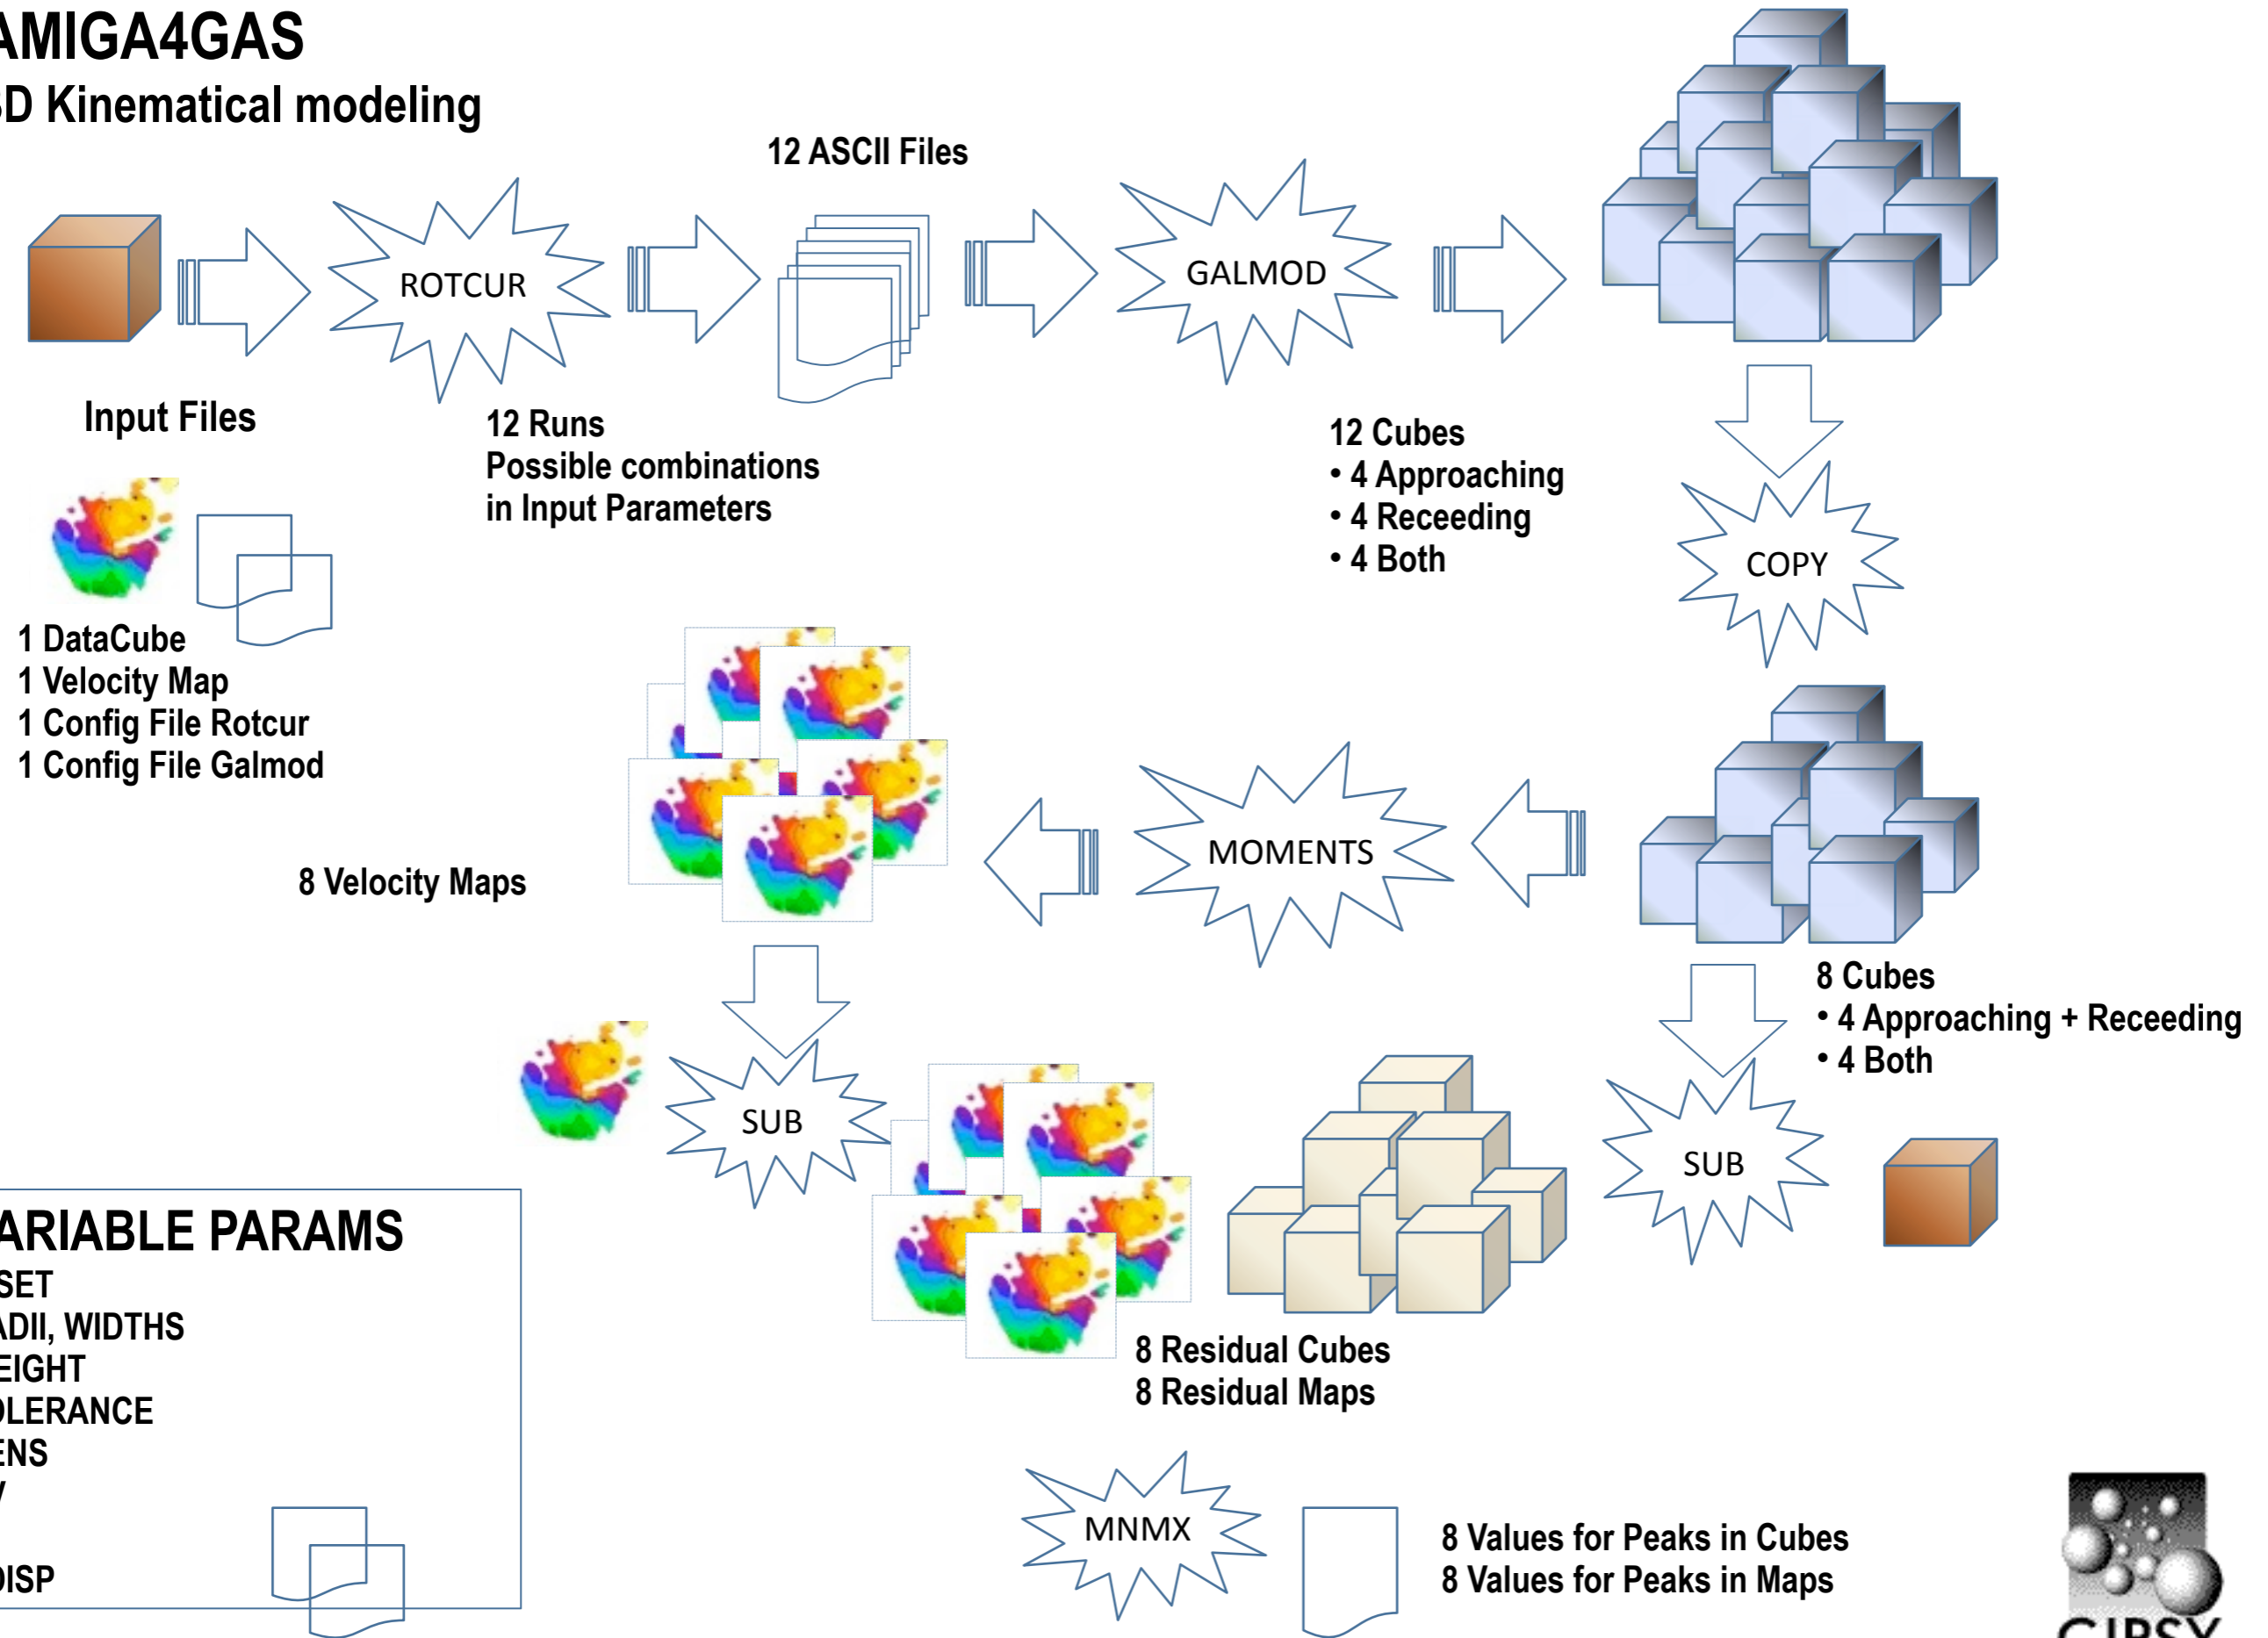 AMIGA4GAS
3D Kinematical modeling
12 ASCII Files
ROTCUR
GALMOD
Input Files
12 Runs
Possible combinations
in Input Parameters
12 Cubes
• 4 Approaching
• 4 Receeding
• 4 Both
COPY
1 DataCube
1 Velocity Map
1 Config File Rotcur
1 Config File Galmod
8 Velocity Maps
MOMENTS
8 Cubes
• 4 Approaching + Receeding
• 4 Both
SUB
SUB
ARIABLE PARAMS
SET
ADII, WIDTHS
EIGHT
OLERANCE
ENS
DISP
8 Residual Cubes
8 Residual Maps
MNMX
8 Values for Peaks in Cubes
8 Values for Peaks in Maps
GIPSY